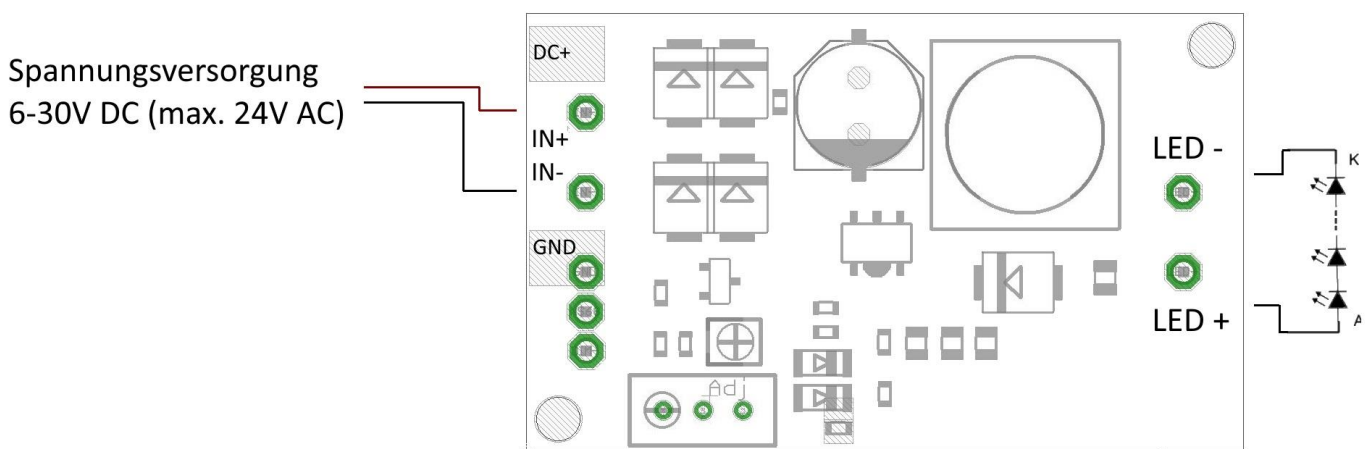 DC+
Spannungsversorgung
6-30V DC (max. 24V AC)
IN+
IN-
GND
Adj
LED -
LED +
K
A